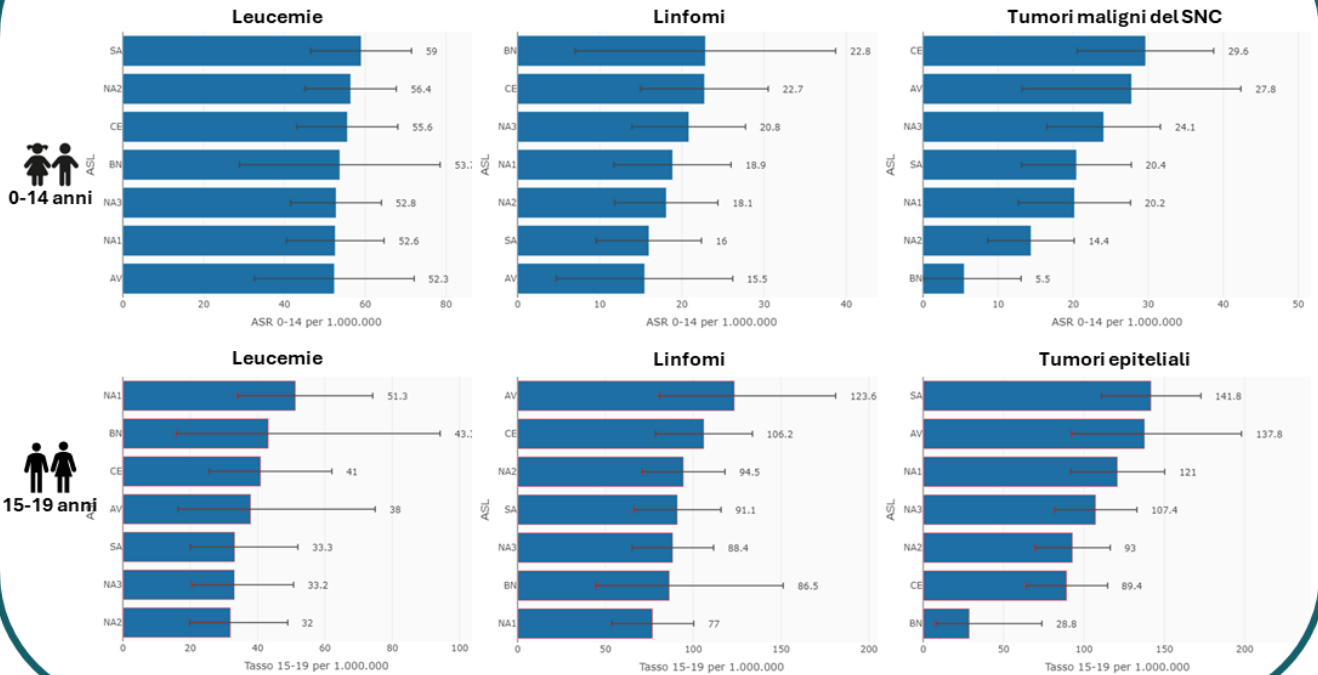 Leucemie
SA 59
NA2 56.4
CE 55.6
BN 53.
NA3 52.8
NA1 52.6
AV 52.3
ASL
0 20 40 60 80
ASR 0-14 per 1.000.000
Linfomi
BN 22.8
CE 22.7
NA3 20.8
NA1 18.9
NA2 18.1
SA 16
AV 15.5
ASL
0 10 20 30 40
ASR 0-14 per 1.000.000
Tumori maligni del SNC
CE 29.6
AV 27.8
NA3 24.1
SA 20.4
NA1 20.2
NA2 14.4
BN 5.5
ASL
0 10 20 30 40 50
ASR 0-14 per 1.000.000
0-14 anni
Leucemie
NA1 51.3
BN 43.
CE 41
AV 38
SA 33.3
NA3 33.2
NA2 32
0 20 40 60 80 100
Tasso 15-19 per 1.000.000
Linfomi
AV 123.6
CE 106.2
NA2 94.5
SA 91.1
NA3 88.4
BN 86.5
NA1 77
ASL
0 50 100 150 200
Tasso 15-19 per 1.000.000
Tumori epiteliali
SA 141.8
AV 137.8
NA1 121
NA3 107.4
NA2 93
CE 89.4
BN 28.8
ASL
0 50 100 150 200
Tasso 15-19 per 1.000.000
15-19 anni